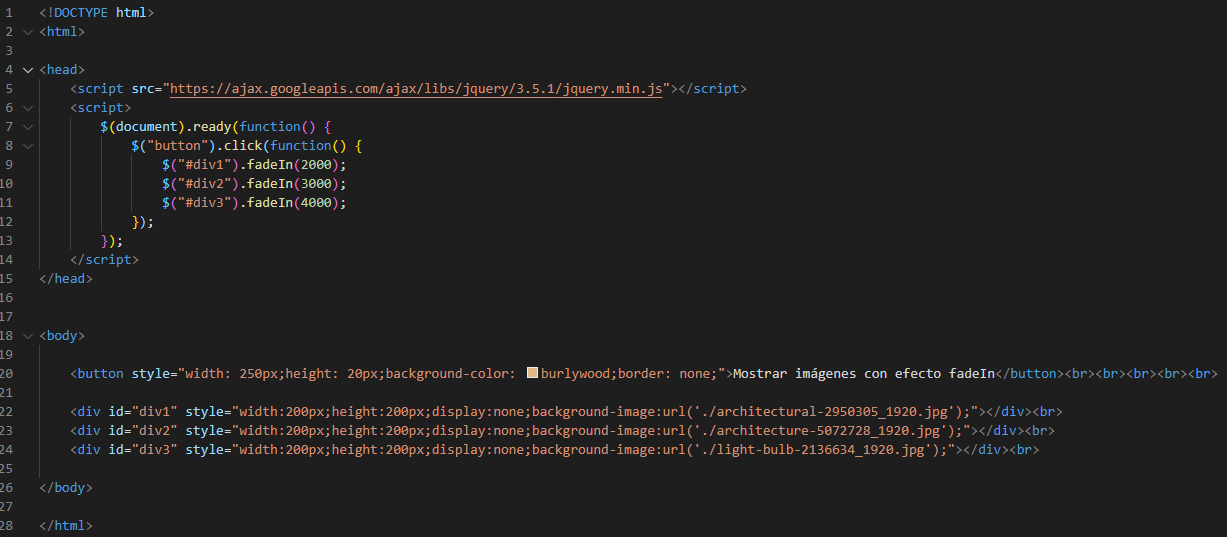 1 <!DOCTYPE html>
2 <html>
3
4 <head>
5     <script src="https://ajax.googleapis.com/ajax/libs/jquery/3.5.1/jquery.min.js"></script>
6     <script>
7         $(document).ready(function() {
8             $("button").click(function() {
9                 $("#div1").fadeIn(2000);
10                 $("#div2").fadeIn(3000);
11                 $("#div3").fadeIn(4000);
12             });
13         });
14     </script>
15 </head>
16
17
18 <body>
19
20     <button style="width: 250px;height: 20px;background-color: burlywood;border: none;">Mostrar imágenes con efecto fadeIn</button><br><br><br><br><br>
21
22     <div id="div1" style="width:200px;height:200px;display:none;background-image:url('./architectural-2950305_1920.jpg');"></div><br>
23     <div id="div2" style="width:200px;height:200px;display:none;background-image:url('./architecture-5072728_1920.jpg');"></div><br>
24     <div id="div3" style="width:200px;height:200px;display:none;background-image:url('./light-bulb-2136634_1920.jpg');"></div><br>
25
26 </body>
27
28 </html>